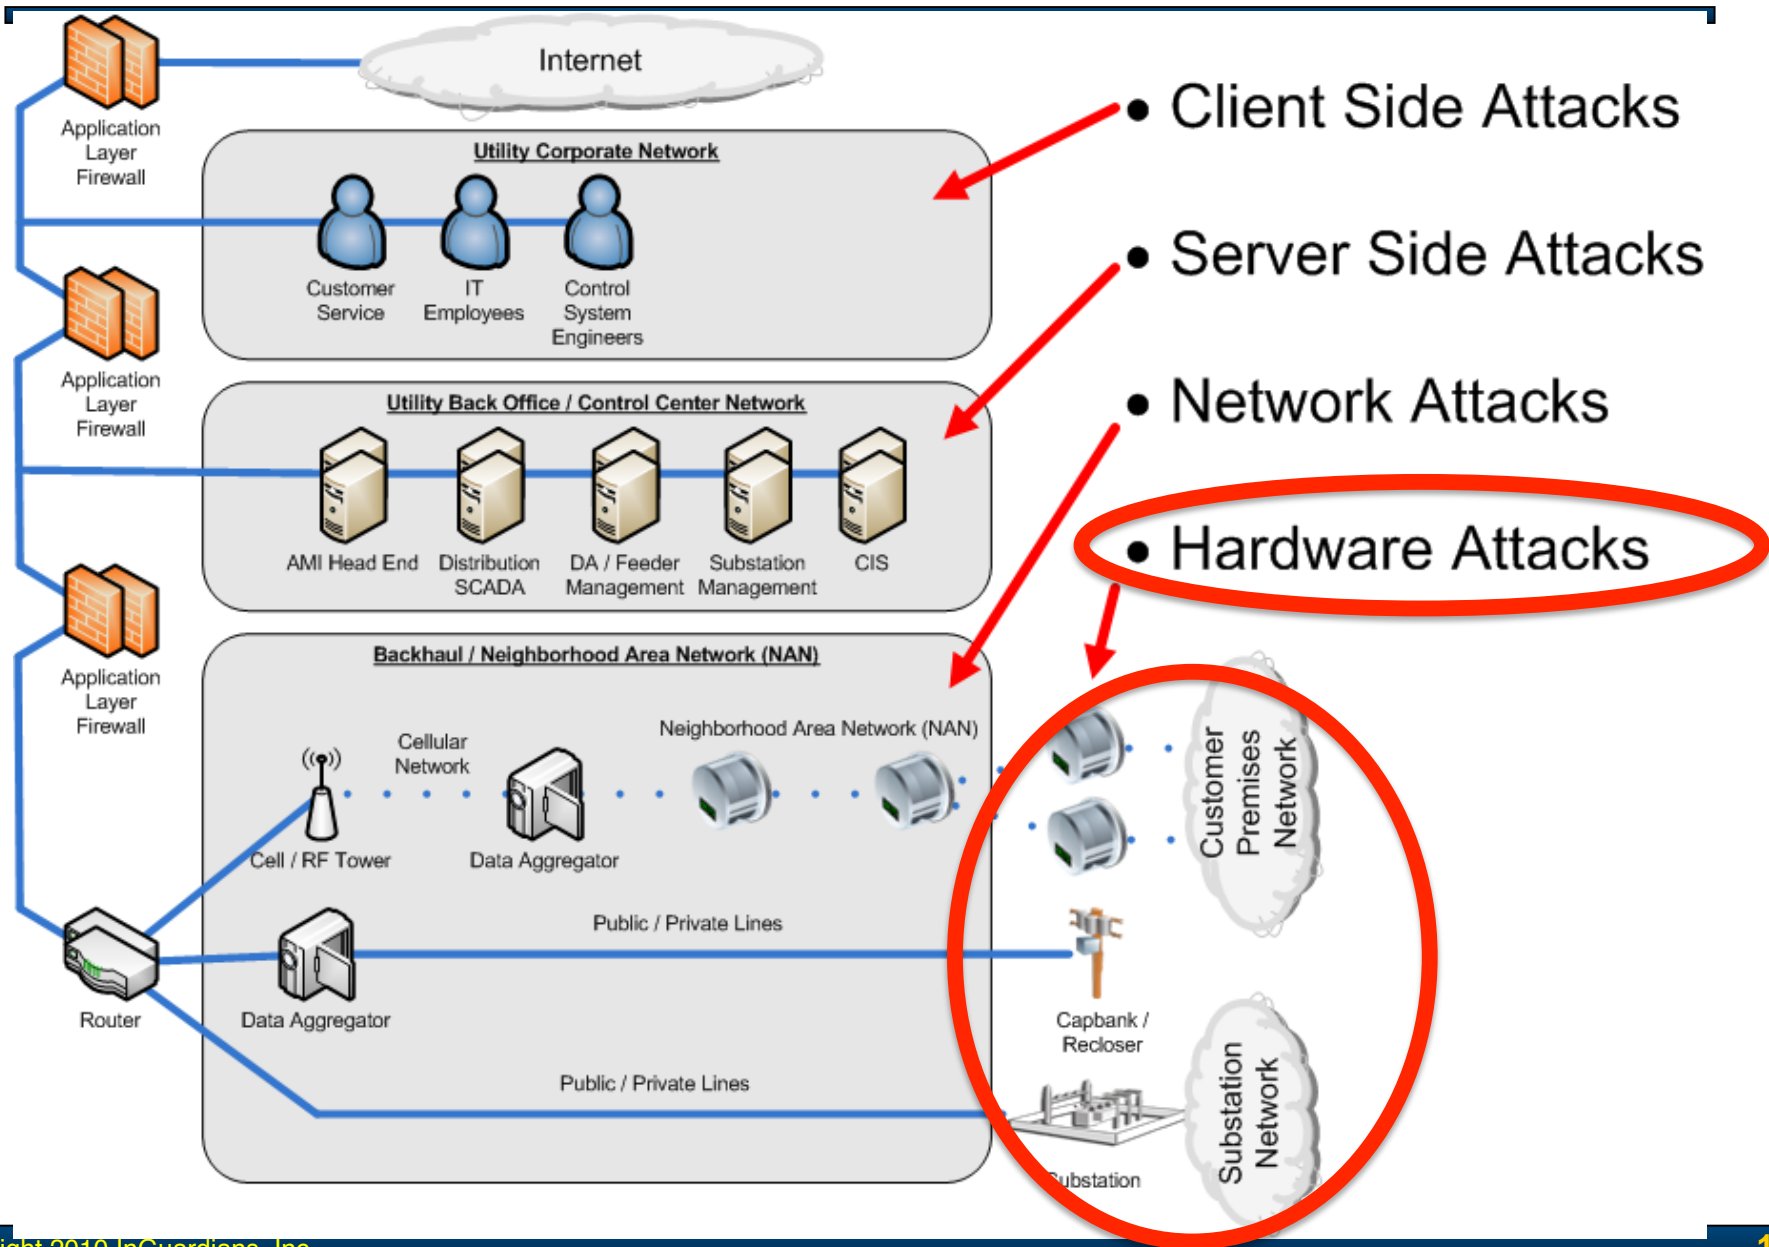 Internet
Application
Layer
Firewall
• Client Side Attacks
Utility Corporate Network
Customer
Service
IT
Employees
Control
System
Engineers
• Server Side Attacks
Application
Layer
Firewall
Utility Back Office / Control Center Network
• Network Attacks
AMI Head End
Distribution
SCADA
DA / Feeder
Management
Substation
Management
CIS
• Hardware Attacks
Application
Layer
Firewall
Backhaul / Neighborhood Area Network (NAN)
Cellular
Network
Neighborhood Area Network (NAN)
Customer
Premises
Network
Cell / RF Tower
Data Aggregator
Public / Private Lines
Router
Data Aggregator
Capbank /
Recloser
Public / Private Lines
Substation
Network
Substation
2010 InGuardians, Inc